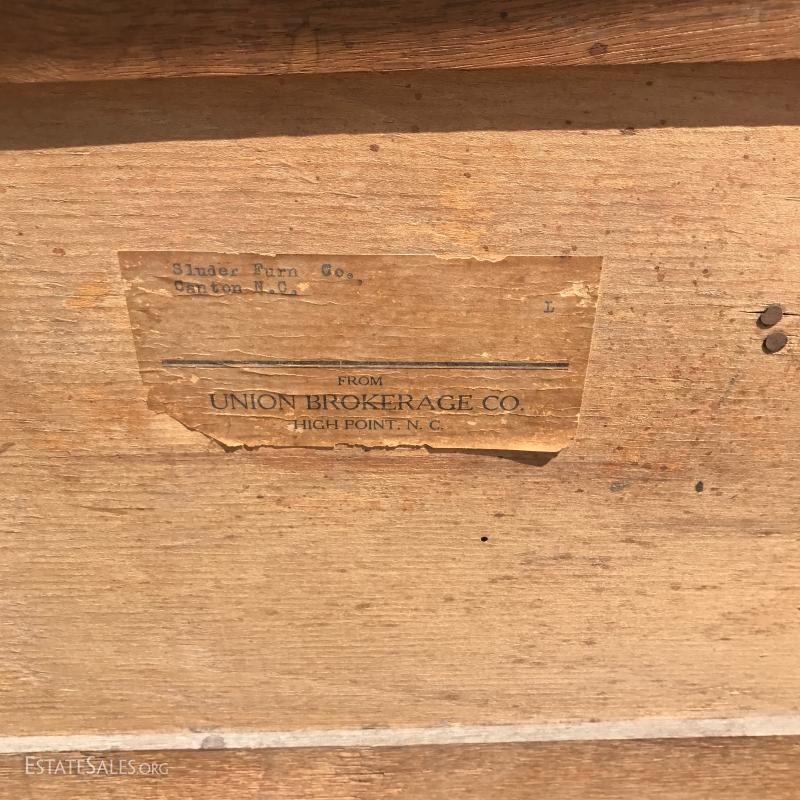 Sluder Furn Co.,
Canton N.C.
L
FROM
UNION BROKERAGE CO.
HIGH POINT, N. C.
ESTATESALES.ORG